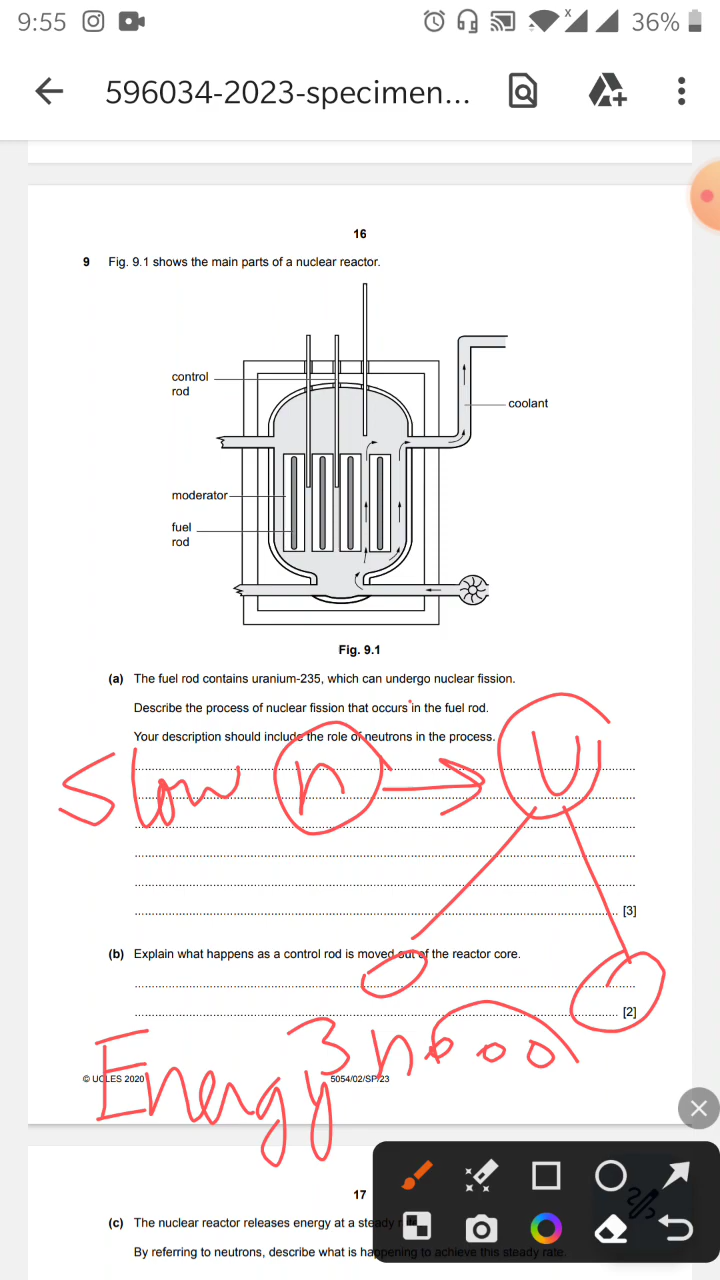 9:55
36%
596034-2023-specimen...
16
9 Fig. 9.1 shows the main parts of a nuclear reactor.
control
rod
coolant
moderator
fuel
rod
Fig. 9.1
(a) The fuel rod contains uranium-235, which can undergo nuclear fission.
Describe the process of nuclear fission that occurs in the fuel rod.
Your description should include the role of neutrons in the process.
Slow n → U
[3]
(b) Explain what happens as a control rod is moved out of the reactor core.
[2]
Energy 3n
© UCLES 2020 5054/02/SP/23
17
(c) The nuclear reactor releases energy at a steady rate.
By referring to neutrons, describe what is happening to achieve this steady rate.